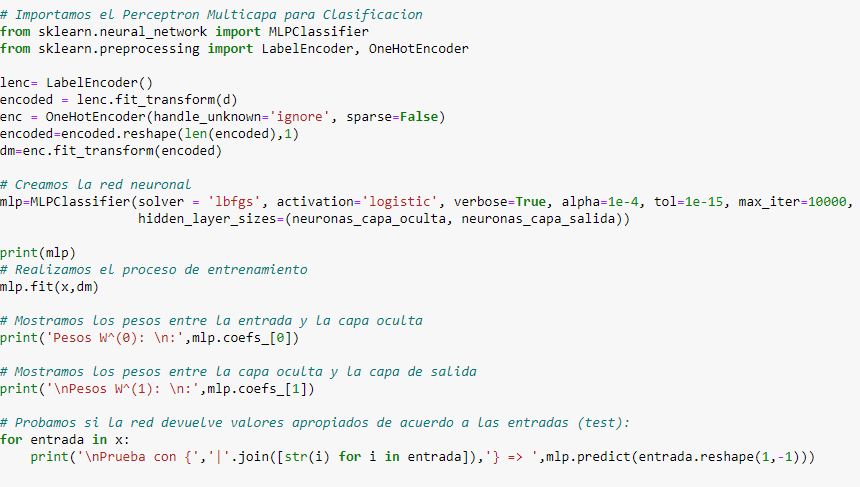 # Importamos el Perceptron Multicapa para Clasificacion
from sklearn.neural_network import MLPClassifier
from sklearn.preprocessing import LabelEncoder, OneHotEncoder
lenc= LabelEncoder()
encoded = lenc.fit_transform(d)
enc = OneHotEncoder(handle_unknown='ignore', sparse=False)
encoded=encoded.reshape(len(encoded),1)
dm=enc.fit_transform(encoded)
# Creamos la red neuronal
mlp=MLPClassifier(solver = 'lbfgs', activation='logistic', verbose=True, alpha=1e-4, tol=1e-15, max_iter=10000,
hidden_layer_sizes=(neuronas_capa_oculta, neuronas_capa_salida))
print(mlp)
# Realizamos el proceso de entrenamiento
mlp.fit(x,dm)
# Mostramos los pesos entre la entrada y la capa oculta
print('Pesos W^(0): \n:',mlp.coefs_[0])
# Mostramos los pesos entre la capa oculta y la capa de salida
print('\nPesos W^(1): \n:',mlp.coefs_[1])
# Probamos si la red devuelve valores apropiados de acuerdo a las entradas (test):
for entrada in x:
    print('\nPrueba con {','|'.join([str(i) for i in entrada]),'} => ',mlp.predict(entrada.reshape(1,-1)))